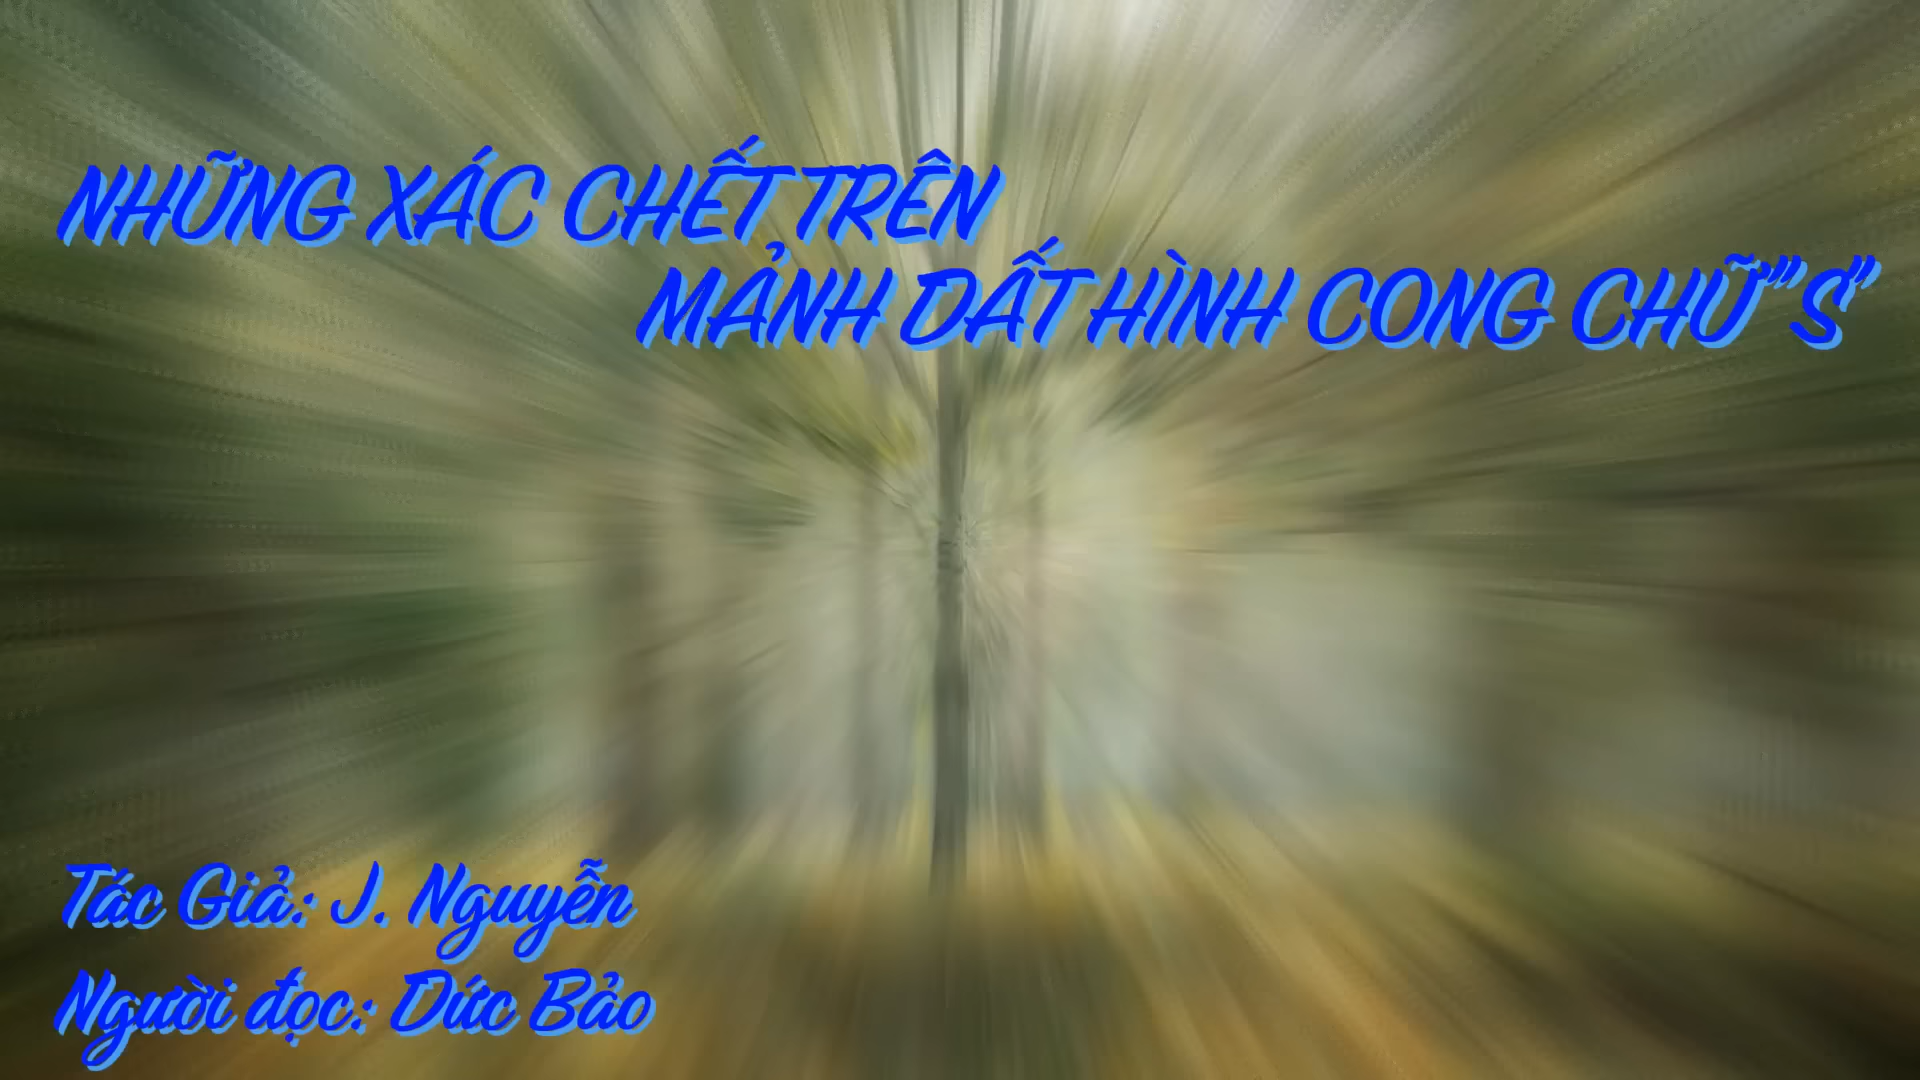 NHỮNG XÁC CHẾT TRÊN
MẢNH ĐẤT HÌNH CONG CHỮ "S"
Tác Giả: J. Nguyễn
Người đọc: Đức Bảo